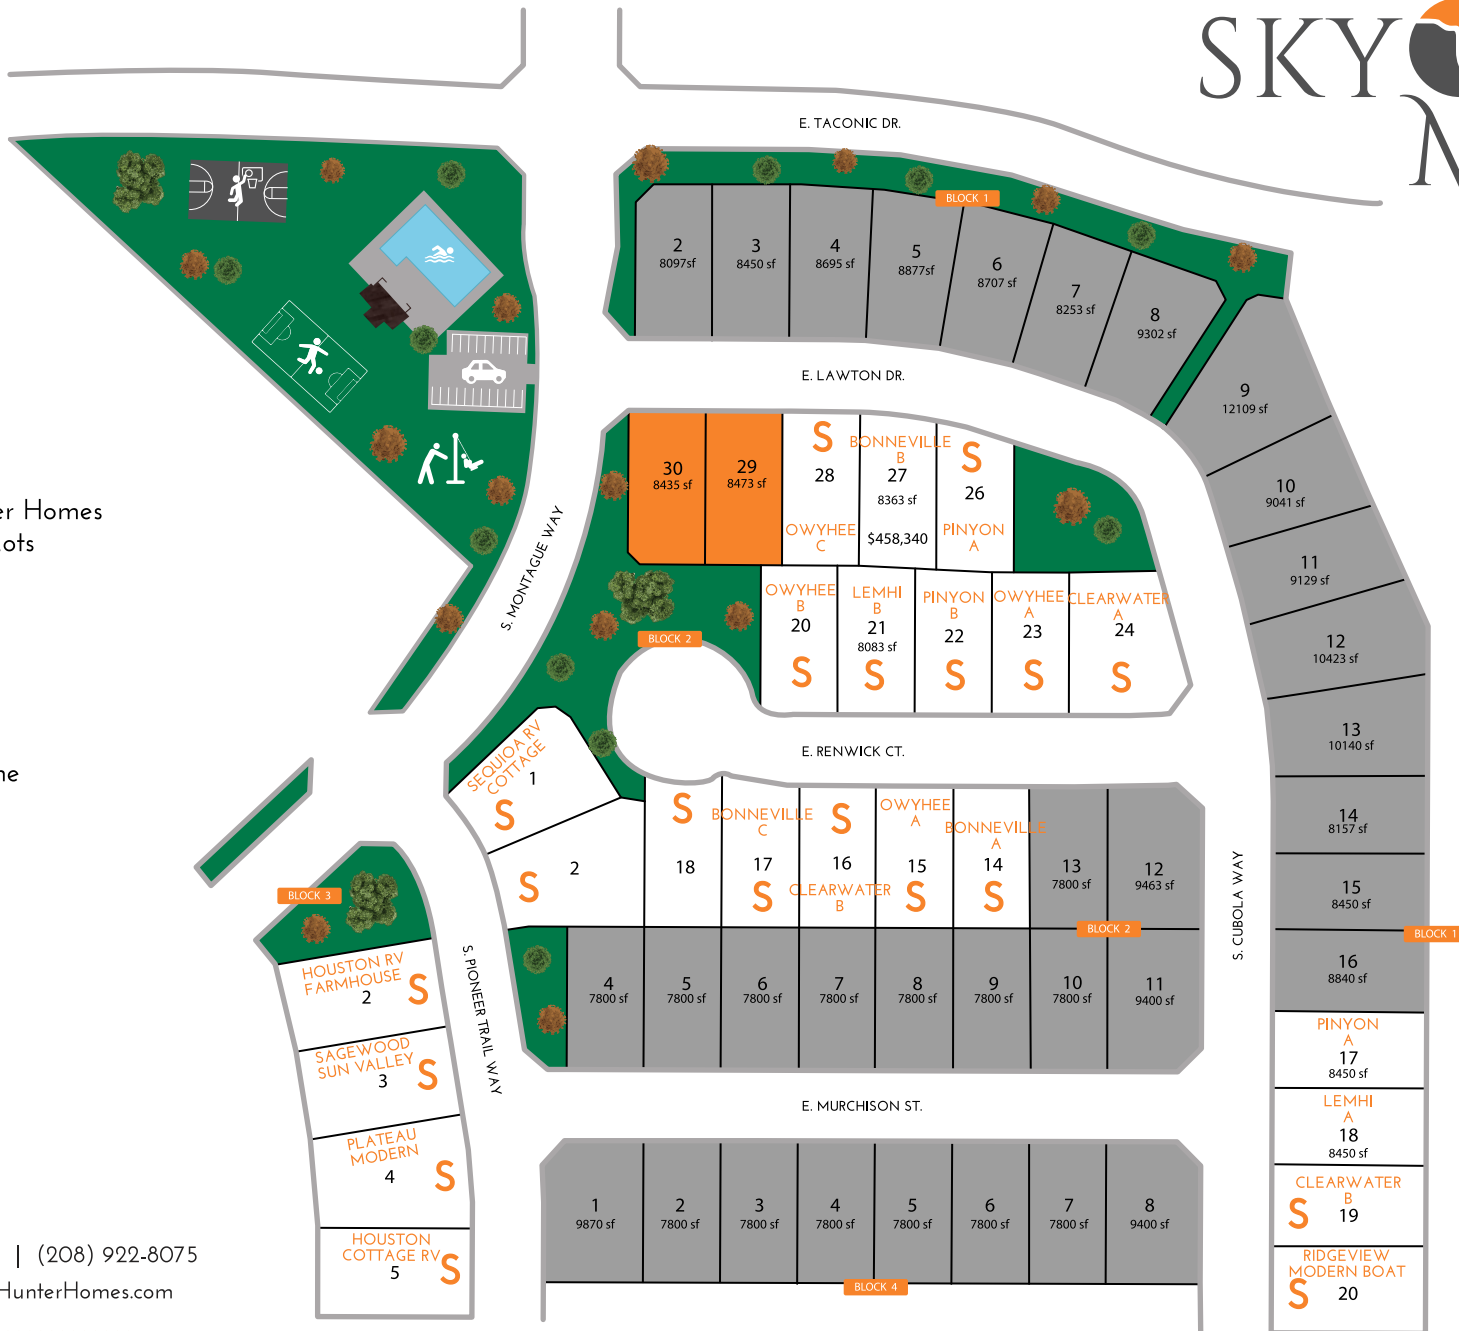 SKY
M
E. TACONIC DR.
BLOCK 1
2
8097 sf
3
8450 sf
4
8695 sf
5
8877sf
6
8707 sf
7
8253 sf
8
9302 sf
9
12109 sf
10
9041 sf
11
9129 sf
12
10423 sf
13
10140 sf
14
8157 sf
15
8450 sf
BLOCK 1
16
8840 sf
PINYON
A
17
8450 sf
LEMHI
A
18
8450 sf
CLEARWATER
B
S
19
RIDGEVIEW
MODERN BOAT
S
20
E. LAWTON DR.
30
8435 sf
29
8473 sf
S
28
OWYHEE
C
BONNEVILLE
B
27
8363 sf
$458,340
S
26
PINYON
A
S. MONTAGUE WAY
er Homes
ots
BLOCK 2
OWYHEE
B
20
S
LEMHI
B
21
8083 sf
S
PINYON
B
22
S
OWYHEE
A
23
S
CLEARWATER
A
24
S
E. RENWICK CT.
ne
SEQUIOA RV
COTTAGE
1
S
2
S
S
18
BONNEVILLE
C
17
S
S
16
CLEARWATER
B
OWYHEE
A
15
S
BONNEVILLE
A
14
S
13
7800 sf
12
9463 sf
BLOCK 2
S. CUBOLA WAY
4
7800 sf
5
7800 sf
6
7800 sf
7
7800 sf
8
7800 sf
9
7800 sf
10
7800 sf
11
9400 sf
BLOCK 3
HOUSTON RV
FARMHOUSE
2
S
SAGEWOOD
SUN VALLEY
3
S
PLATEAU
MODERN
4
S
HOUSTON
COTTAGE RV
5
S
S. PIONEER TRAIL WAY
E. MURCHISON ST.
1
9870 sf
2
7800 sf
3
7800 sf
4
7800 sf
5
7800 sf
6
7800 sf
7
7800 sf
8
9400 sf
BLOCK 4
| (208) 922-8075
HunterHomes.com